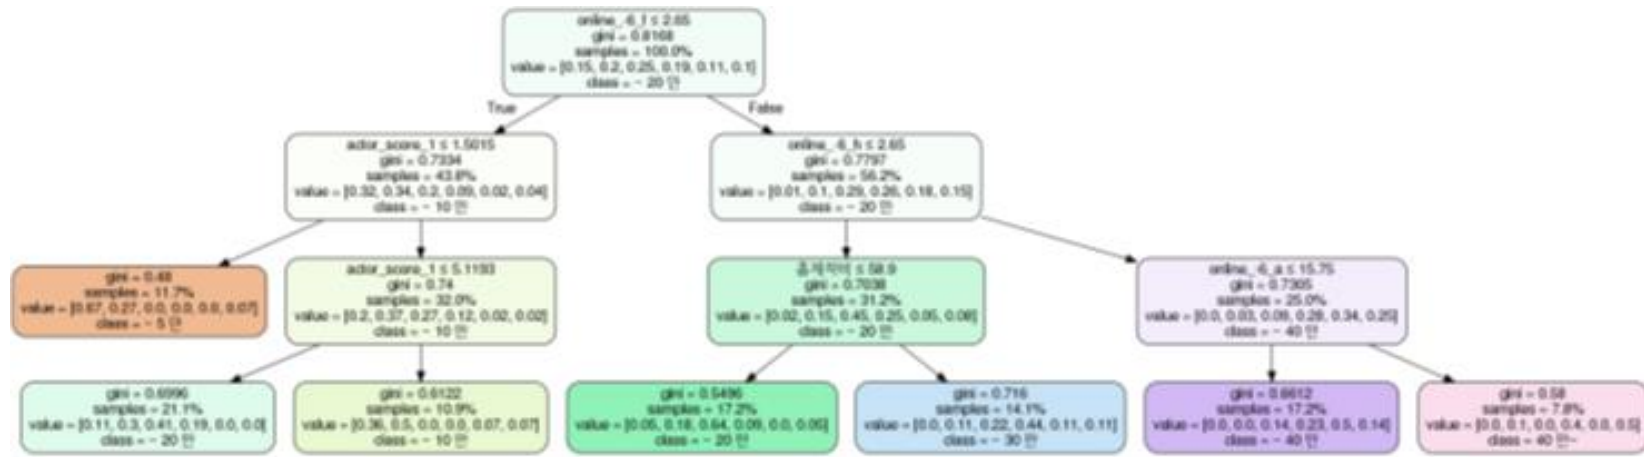 online_-6_f ≤ 2.65
gini = 0.8168
samples = 100.0%
value = [0.15, 0.2, 0.25, 0.19, 0.11, 0.1]
class = ~ 20 만
True
False
actor_score_1 ≤ 1.5015
gini = 0.7334
samples = 43.8%
value = [0.32, 0.34, 0.2, 0.09, 0.02, 0.04]
class = ~ 10 만
online_-6_h ≤ 2.65
gini = 0.7797
samples = 56.2%
value = [0.01, 0.1, 0.29, 0.26, 0.18, 0.15]
class = ~ 20 만
gini = 0.48
samples = 11.7%
value = [0.67, 0.27, 0.0, 0.0, 0.0, 0.07]
class = ~ 5 만
actor_score_1 ≤ 5.1193
gini = 0.74
samples = 32.0%
value = [0.2, 0.37, 0.27, 0.12, 0.02, 0.02]
class = ~ 10 만
총제작비 ≤ 58.9
gini = 0.7038
samples = 31.2%
value = [0.02, 0.15, 0.45, 0.25, 0.05, 0.08]
class = ~ 20 만
online_-6_a ≤ 15.75
gini = 0.7305
samples = 25.0%
value = [0.0, 0.03, 0.09, 0.28, 0.34, 0.25]
class = ~ 40 만
gini = 0.6996
samples = 21.1%
value = [0.11, 0.3, 0.41, 0.19, 0.0, 0.0]
class = ~ 20 만
gini = 0.6122
samples = 10.9%
value = [0.36, 0.5, 0.0, 0.0, 0.07, 0.07]
class = ~ 10 만
gini = 0.5496
samples = 17.2%
value = [0.05, 0.18, 0.64, 0.09, 0.0, 0.05]
class = ~ 20 만
gini = 0.716
samples = 14.1%
value = [0.0, 0.11, 0.22, 0.44, 0.11, 0.11]
class = ~ 30 만
gini = 0.6612
samples = 17.2%
value = [0.0, 0.0, 0.14, 0.23, 0.5, 0.14]
class = ~ 40 만
gini = 0.58
samples = 7.8%
value = [0.0, 0.1, 0.0, 0.4, 0.0, 0.5]
class = 40 만~